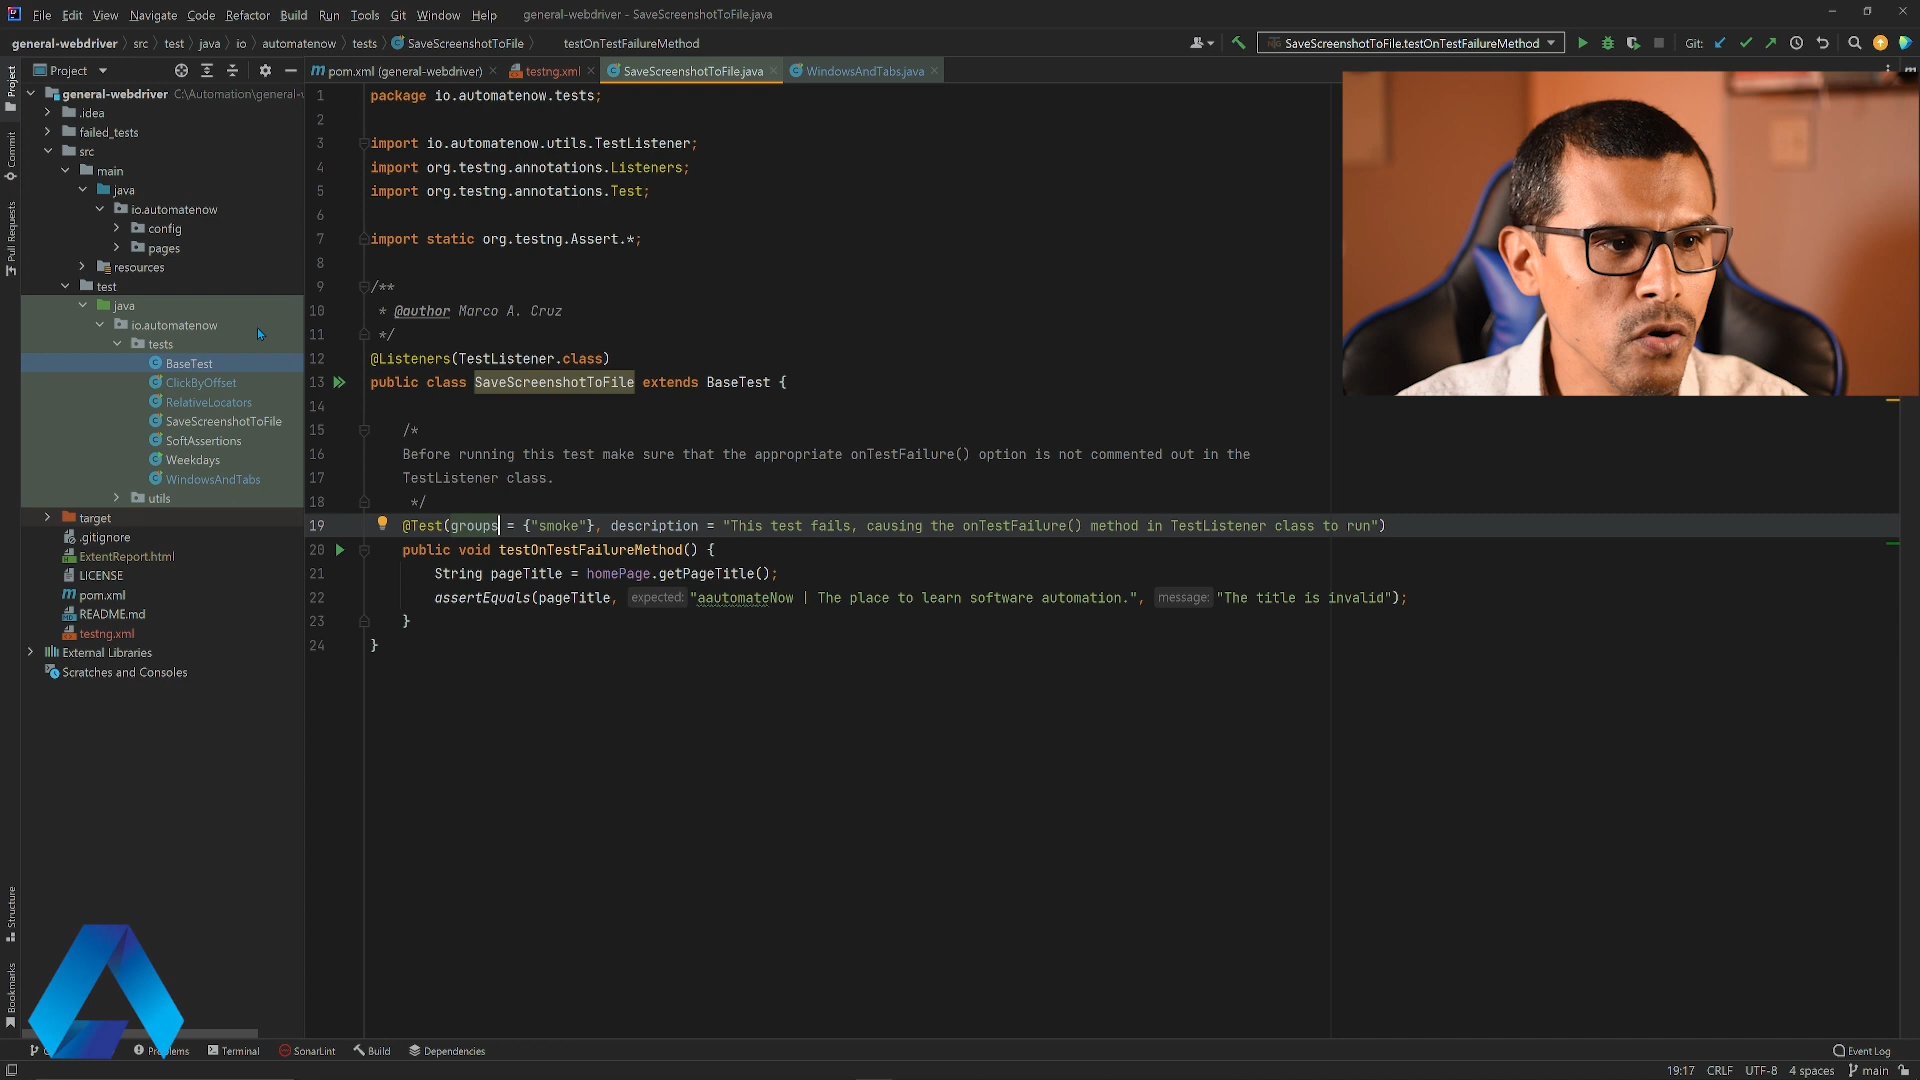 File Edit View Navigate Code Refactor Build Run Tools Git Window Help general-webdriver - SaveScreenshotToFile.java
general-webdriver src test java io automatenow tests SaveScreenshotToFile testOnTestFailureMethod
SaveScreenshotToFile.testOnTestFailureMethod Git:
Project
pom.xml (general-webdriver) testng.xml SaveScreenshotToFile.java WindowsAndTabs.java
Project
Commit
Pull Requests
Structure
Bookmarks
general-webdriver C:\Automation\general-
.idea
failed_tests
src
main
java
io.automatenow
config
pages
resources
test
java
io.automatenow
tests
BaseTest
ClickByOffset
RelativeLocators
SaveScreenshotToFile
SoftAssertions
Weekdays
WindowsAndTabs
utils
target
.gitignore
ExtentReport.html
LICENSE
pom.xml
README.md
testng.xml
External Libraries
Scratches and Consoles
1 package io.automatenow.tests;
2
3 import io.automatenow.utils.TestListener;
4 import org.testng.annotations.Listeners;
5 import org.testng.annotations.Test;
6
7 import static org.testng.Assert.*;
8
9 /**
10 * @author Marco A. Cruz
11 */
12 @Listeners(TestListener.class)
13 public class SaveScreenshotToFile extends BaseTest {
14
15 /*
16 Before running this test make sure that the appropriate onTestFailure() option is not commented out in the
17 TestListener class.
18 */
19 @Test(groups = {"smoke"}, description = "This test fails, causing the onTestFailure() method in TestListener class to run")
20 public void testOnTestFailureMethod() {
21 String pageTitle = homePage.getPageTitle();
22 assertEquals(pageTitle, expected: "aautomateNow | The place to learn software automation.", message: "The title is invalid");
23 }
24 }
Terminal SonarLint Build Dependencies Event Log
19:17 CRLF UTF-8 4 spaces main